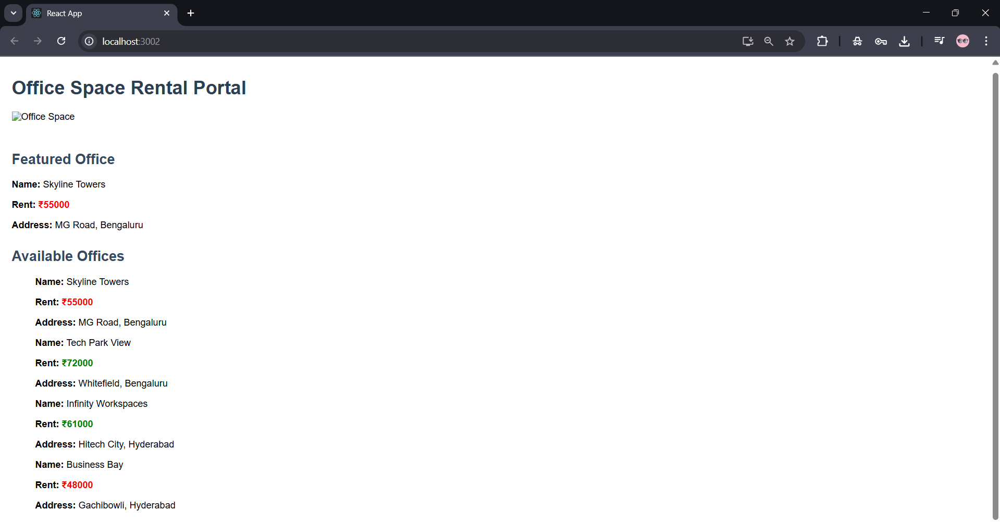 React App
localhost:3002
Office Space Rental Portal
Office Space
Featured Office
Name: Skyline Towers
Rent: ₹55000
Address: MG Road, Bengaluru
Available Offices
Name: Skyline Towers
Rent: ₹55000
Address: MG Road, Bengaluru
Name: Tech Park View
Rent: ₹72000
Address: Whitefield, Bengaluru
Name: Infinity Workspaces
Rent: ₹61000
Address: Hitech City, Hyderabad
Name: Business Bay
Rent: ₹48000
Address: Gachibowli, Hyderabad